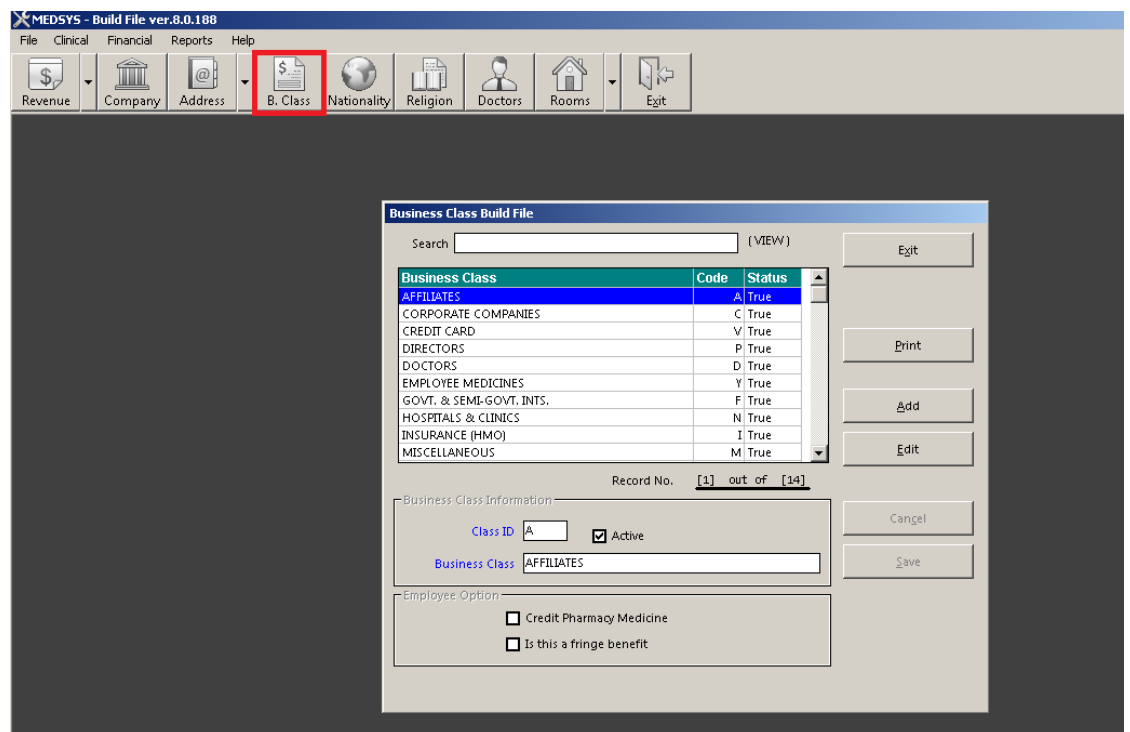 MEDSYS - Build File ver.8.0.188
File Clinical Financial Reports Help
Revenue Company Address B. Class Nationality Religion Doctors Rooms Exit
Business Class Build File
Search (VIEW) Exit
Business Class Code Status
AFFILIATES A True
CORPORATE COMPANIES C True
CREDIT CARD V True
DIRECTORS P True
Print
DOCTORS D True
EMPLOYEE MEDICINES Y True
GOVT. & SEMI-GOVT. INTS. F True
Add
HOSPITALS & CLINICS N True
INSURANCE (HMO) I True
MISCELLANEOUS M True
Edit
Record No. [1] out of [14]
Business Class Information
Cancel
Class ID A Active
Business Class AFFILIATES
Save
Employee Option
Credit Pharmacy Medicine
Is this a fringe benefit